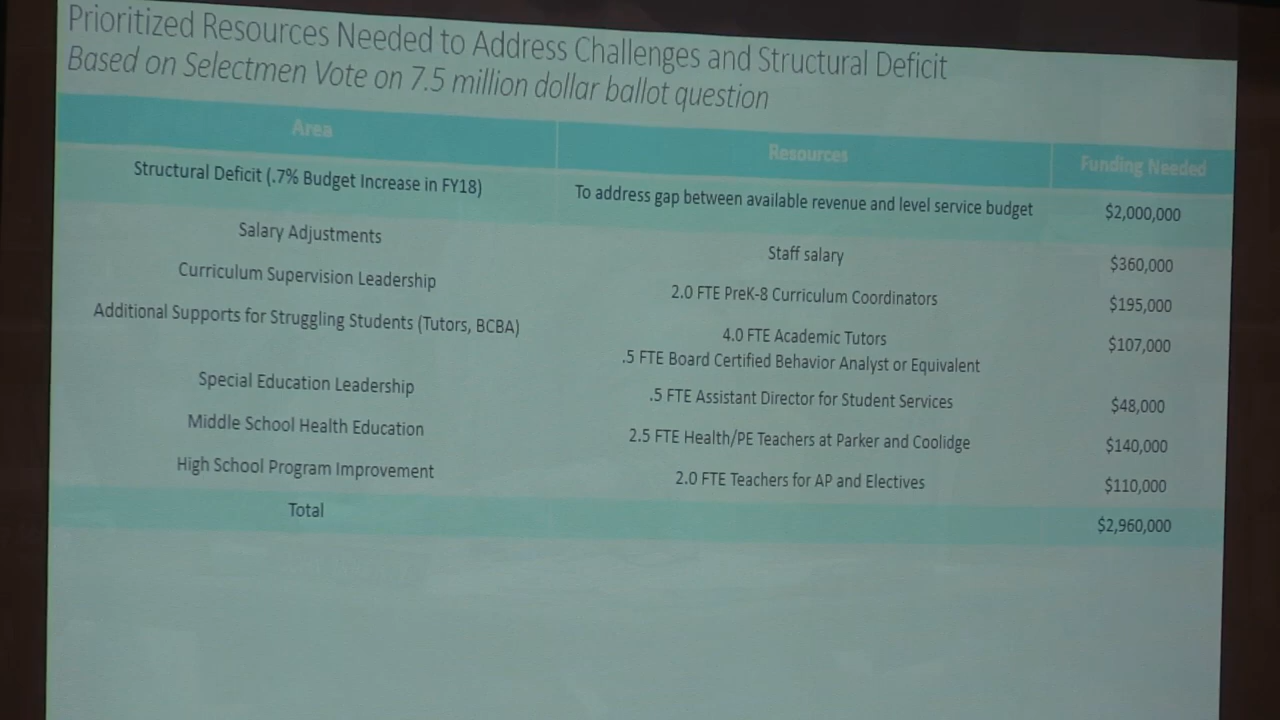 Prioritized Resources Needed to Address Challenges and Structural Deficit
Based on Selectmen Vote on 7.5 million dollar ballot question
Area Resources Funding Needed
Structural Deficit (.7% Budget Increase in FY18) To address gap between available revenue and level service budget $2,000,000
Salary Adjustments Staff salary $360,000
Curriculum Supervision Leadership 2.0 FTE PreK-8 Curriculum Coordinators $195,000
Additional Supports for Struggling Students (Tutors, BCBA) 4.0 FTE Academic Tutors $107,000
.5 FTE Board Certified Behavior Analyst or Equivalent
Special Education Leadership .5 FTE Assistant Director for Student Services $48,000
Middle School Health Education 2.5 FTE Health/PE Teachers at Parker and Coolidge $140,000
High School Program Improvement 2.0 FTE Teachers for AP and Electives $110,000
Total $2,960,000